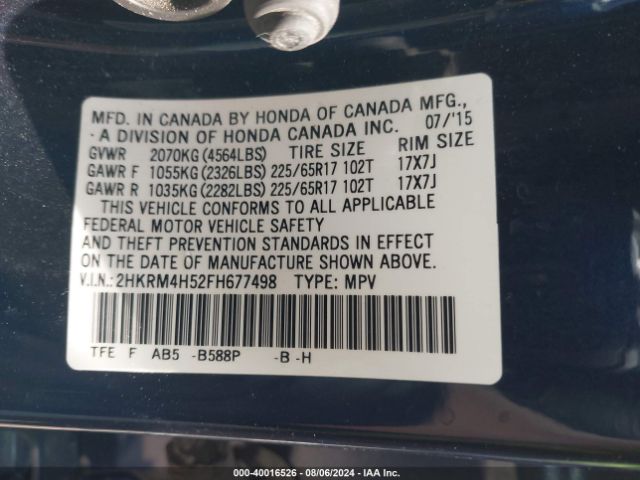 MFD. IN CANADA BY HONDA OF CANADA MFG.,
-A DIVISION OF HONDA CANADA INC. 07/'15
GVWR 2070KG (4564LBS) TIRE SIZE RIM SIZE
GAWR F 1055KG (2326LBS) 225/65R17 102T 17X7J
GAWR R 1035KG (2282LBS) 225/65R17 102T 17X7J
THIS VEHICLE CONFORMS TO ALL APPLICABLE
FEDERAL MOTOR VEHICLE SAFETY
AND THEFT PREVENTION STANDARDS IN EFFECT
ON THE DATE OF MANUFACTURE SHOWN ABOVE.
V.I.N.:2HKRM4H52FH677498 TYPE: MPV
TFE F AB5 -B588P -B -H
000-40016526 - 08/06/2024 - IAA Inc.